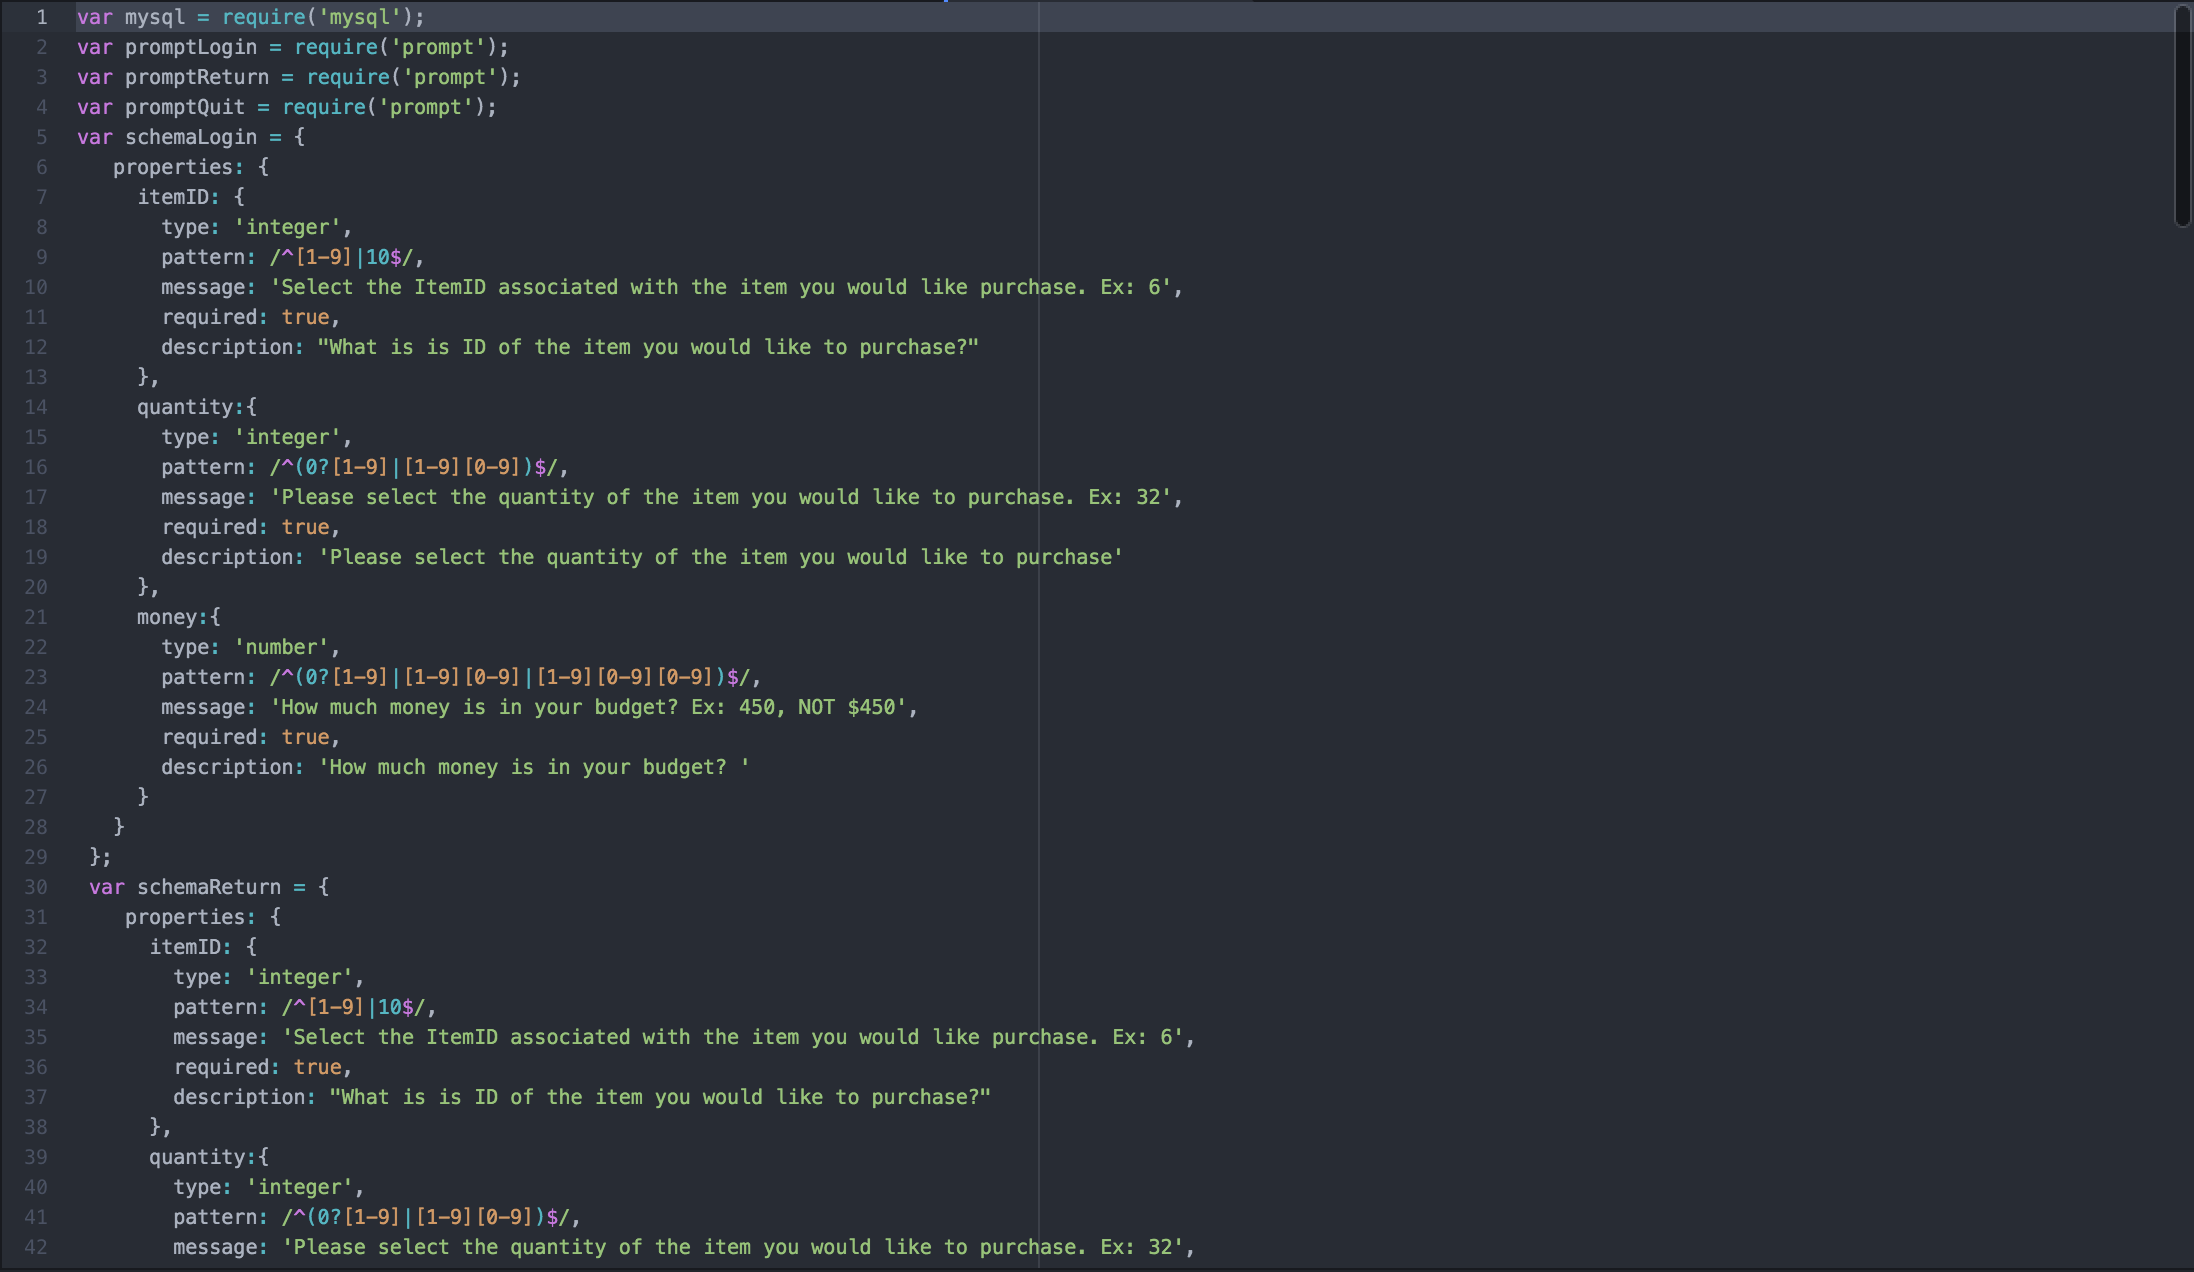 1 var mysql = require('mysql');
2 var promptLogin = require('prompt');
3 var promptReturn = require('prompt');
4 var promptQuit = require('prompt');
5 var schemaLogin = {
6    properties: {
7      itemID: {
8        type: 'integer',
9        pattern: /^[1-9]|10$/,
10        message: 'Select the ItemID associated with the item you would like purchase. Ex: 6',
11        required: true,
12        description: "What is is ID of the item you would like to purchase?"
13      },
14      quantity:{
15        type: 'integer',
16        pattern: /^(0?[1-9]|[1-9][0-9])$/,
17        message: 'Please select the quantity of the item you would like to purchase. Ex: 32',
18        required: true,
19        description: 'Please select the quantity of the item you would like to purchase'
20      },
21      money:{
22        type: 'number',
23        pattern: /^(0?[1-9]|[1-9][0-9]|[1-9][0-9][0-9])$/,
24        message: 'How much money is in your budget? Ex: 450, NOT $450',
25        required: true,
26        description: 'How much money is in your budget? '
27      }
28    }
29  };
30  var schemaReturn = {
31     properties: {
32       itemID: {
33         type: 'integer',
34         pattern: /^[1-9]|10$/,
35         message: 'Select the ItemID associated with the item you would like purchase. Ex: 6',
36         required: true,
37         description: "What is is ID of the item you would like to purchase?"
38       },
39       quantity:{
40         type: 'integer',
41         pattern: /^(0?[1-9]|[1-9][0-9])$/,
42         message: 'Please select the quantity of the item you would like to purchase. Ex: 32',